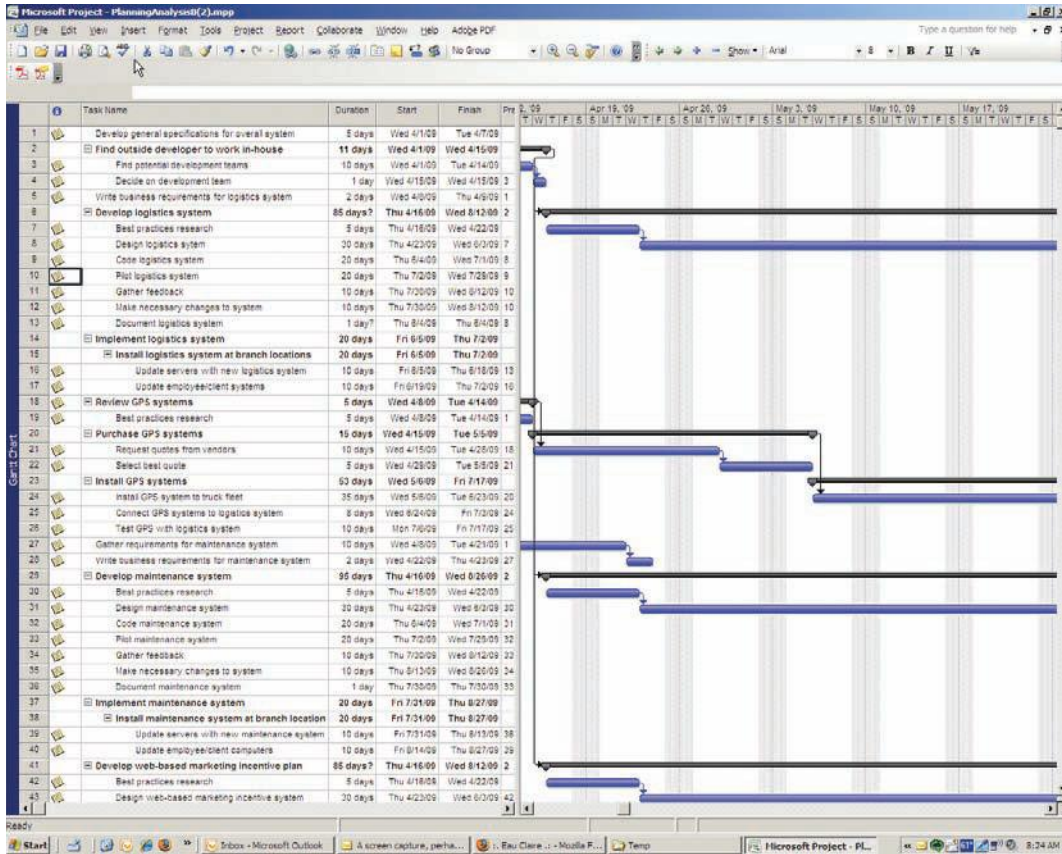 Microsoft Project - PlanningAnalysis8(2).mpp
File Edit View Insert Format Tools Project Report Collaborate Window Help Adobe PDF Type a question for help
No Group Show Arial 8 B I U
Task Name Duration Start Finish Pre 2, '09 Apr 19, '09 Apr 26, '09 May 3, '09 May 10, '09 May 17, '09
T W T F S S M T W T F S S M T W T F S S M T W T F S S M T W T F S S M T W T F S
1 Develop general specifications for overall system 5 days Wed 4/1/09 Tue 4/7/09
2 Find outside developer to work in-house 11 days Wed 4/1/09 Wed 4/15/09
3 Find potential development teams 10 days Wed 4/1/09 Tue 4/14/09
4 Decide on development team 1 day Wed 4/15/09 Wed 4/15/09 3
5 Write business requirements for logistics system 2 days Wed 4/8/09 Thu 4/9/09 1
6 Develop logistics system 85 days? Thu 4/16/09 Wed 8/12/09 2
7 Best practices research 5 days Thu 4/16/09 Wed 4/22/09
8 Design logistics sytem 30 days Thu 4/23/09 Wed 6/3/09 7
9 Code logistics system 20 days Thu 6/4/09 Wed 7/1/09 8
10 Pilot logistics system 20 days Thu 7/2/09 Wed 7/29/09 9
11 Gather feedback 10 days Thu 7/30/09 Wed 8/12/09 10
12 Make necessary changes to system 10 days Thu 7/30/09 Wed 8/12/09 10
13 Document logistics system 1 day? Thu 6/4/09 Thu 6/4/09 8
14 Implement logistics system 20 days Fri 6/5/09 Thu 7/2/09
15 Install logistics system at branch locations 20 days Fri 6/5/09 Thu 7/2/09
16 Update servers with new logistics system 10 days Fri 6/5/09 Thu 6/18/09 13
17 Update employee/client systems 10 days Fri 6/19/09 Thu 7/2/09 16
18 Review GPS systems 5 days Wed 4/8/09 Tue 4/14/09
19 Best practices research 5 days Wed 4/8/09 Tue 4/14/09 1
20 Purchase GPS systems 15 days Wed 4/15/09 Tue 5/5/09
21 Request quotes from vendors 10 days Wed 4/15/09 Tue 4/28/09 18
22 Select best quote 5 days Wed 4/29/09 Tue 5/5/09 21
23 Install GPS systems 53 days Wed 5/6/09 Fri 7/17/09
24 Install GPS system to truck fleet 35 days Wed 5/6/09 Tue 6/23/09 20
25 Connect GPS systems to logistics system 8 days Wed 6/24/09 Fri 7/3/09 24
26 Test GPS with logistics system 10 days Mon 7/6/09 Fri 7/17/09 25
27 Gather requirements for maintenance system 10 days Wed 4/8/09 Tue 4/21/09 1
28 Write business requirements for maintenance system 2 days Wed 4/22/09 Thu 4/23/09 27
29 Develop maintenance system 95 days Thu 4/16/09 Wed 8/26/09 2
30 Best practices research 5 days Thu 4/16/09 Wed 4/22/09
31 Design maintenance system 30 days Thu 4/23/09 Wed 6/3/09 30
32 Code maintenance system 20 days Thu 6/4/09 Wed 7/1/09 31
33 Pilot maintenance system 20 days Thu 7/2/09 Wed 7/29/09 32
34 Gather feedback 10 days Thu 7/30/09 Wed 8/12/09 33
35 Make necessary changes to system 10 days Thu 8/13/09 Wed 8/26/09 34
36 Document maintenance system 1 day Thu 7/30/09 Thu 7/30/09 33
37 Implement maintenance system 20 days Fri 7/31/09 Thu 8/27/09
38 Install maintenance system at branch location 20 days Fri 7/31/09 Thu 8/27/09
39 Update servers with new maintenance system 10 days Fri 7/31/09 Thu 8/13/09 36
40 Update employee/client computers 10 days Fri 8/14/09 Thu 8/27/09 39
41 Develop web-based marketing incentive plan 85 days? Thu 4/16/09 Wed 8/12/09 2
42 Best practices research 5 days Thu 4/16/09 Wed 4/22/09
43 Design web-based marketing incentive system 30 days Thu 4/23/09 Wed 6/3/09 42
Gantt Chart
Ready
Start Inbox - Microsoft Outlook A screen capture, perha... :. Eau Claire .: - Mozilla F... Temp Microsoft Project - Pl... 8:24 AM